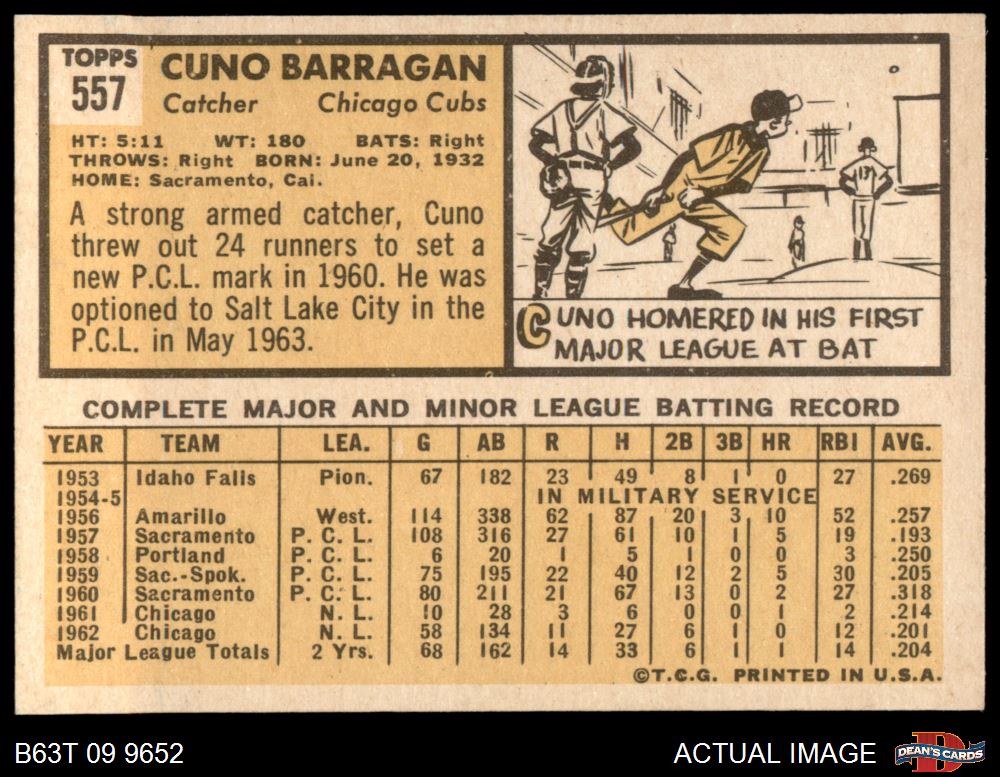 TOPPS
557
CUNO BARRAGAN
Catcher Chicago Cubs
HT: 5:11 WT: 180 BATS: Right
THROWS: Right BORN: June 20, 1932
HOME: Sacramento, Cal.
A strong armed catcher, Cuno
threw out 24 runners to set a
new P.C.L. mark in 1960. He was
optioned to Salt Lake City in the
P.C.L. in May 1963.
13
CUNO HOMERED IN HIS FIRST
MAJOR LEAGUE AT BAT
COMPLETE MAJOR AND MINOR LEAGUE BATTING RECORD
YEAR TEAM LEA. G AB R H 2B 3B HR RBI AVG.
1953 Idaho Falls Pion. 67 182 23 49 8 1 0 27 .269
1954-5 IN MILITARY SERVICE
1956 Amarillo West. 114 338 62 87 20 3 10 52 .257
1957 Sacramento P. C. L. 108 316 27 61 10 1 5 19 .193
1958 Portland P. C. L. 6 20 1 5 1 0 0 3 .250
1959 Sac.-Spok. P. C. L. 75 195 22 40 12 2 5 30 .205
1960 Sacramento P. C. L. 80 211 21 67 13 0 2 27 .318
1961 Chicago N. L. 10 28 3 6 0 0 1 2 .214
1962 Chicago N. L. 58 134 11 27 6 1 0 12 .201
Major League Totals 2 Yrs. 68 162 14 33 6 1 1 14 .204
©T.C.G. PRINTED IN U.S.A.
B63T 09 9652
ACTUAL IMAGE
D
DEAN'S CARDS